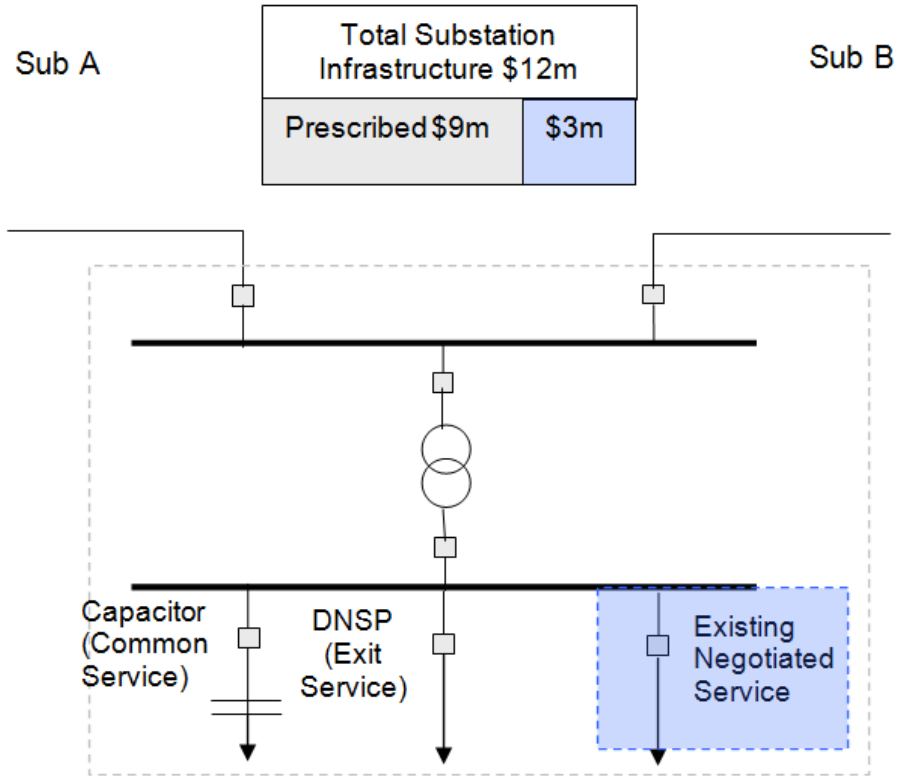 Sub A
Total Substation
Infrastructure $12m
Sub B
Prescribed $9m
$3m
Capacitor
(Common
Service)
DNSP
(Exit
Service)
Existing
Negotiated
Service